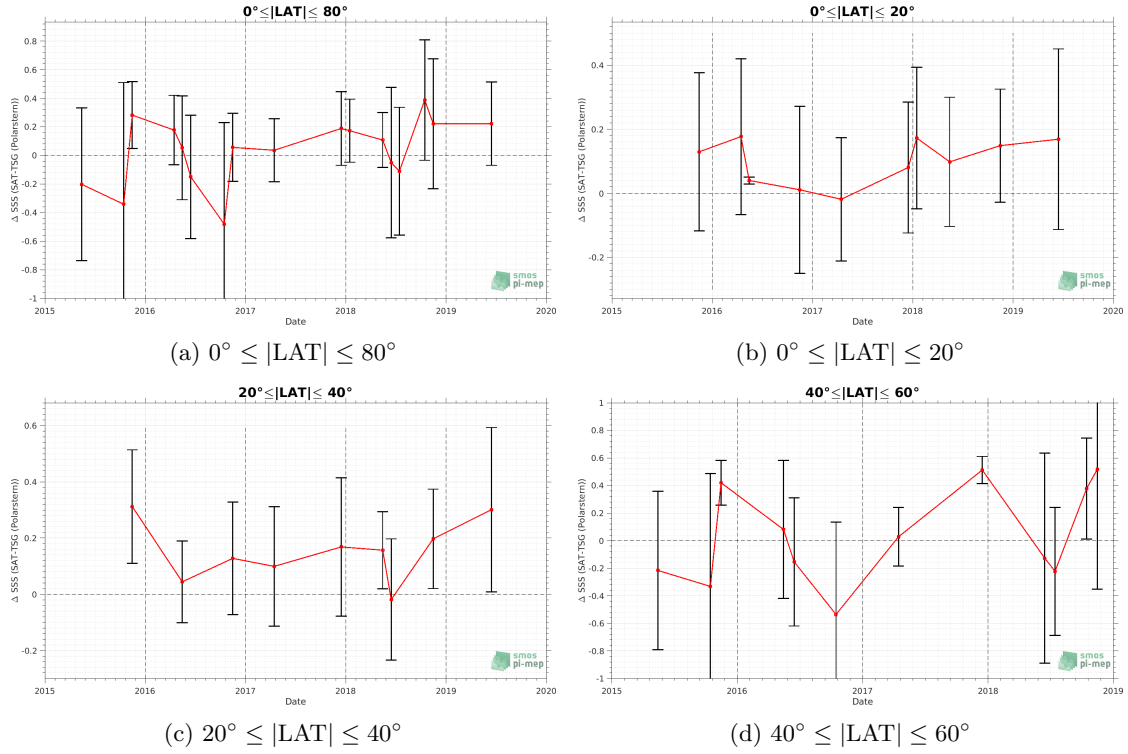 0°≤|LAT|≤ 80°
Δ SSS (SAT-TSG (Polarstern))
0.8
0.6
0.4
0.2
0
-0.2
-0.4
-0.6
-0.8
-1
2015 2016 2017 2018 2019 2020
Date
smos
pi-mep
(a) 0° ≤ |LAT| ≤ 80°
0°≤|LAT|≤ 20°
Δ SSS (SAT-TSG (Polarstern))
0.4
0.2
0
-0.2
2015 2016 2017 2018 2019 2020
Date
smos
pi-mep
(b) 0° ≤ |LAT| ≤ 20°
20°≤|LAT|≤ 40°
Δ SSS (SAT-TSG (Polarstern))
0.6
0.4
0.2
0
-0.2
2015 2016 2017 2018 2019 2020
Date
smos
pi-mep
(c) 20° ≤ |LAT| ≤ 40°
40°≤|LAT|≤ 60°
Δ SSS (SAT-TSG (Polarstern))
1
0.8
0.6
0.4
0.2
0
-0.2
-0.4
-0.6
-0.8
-1
2015 2016 2017 2018 2019
Date
smos
pi-mep
(d) 40° ≤ |LAT| ≤ 60°